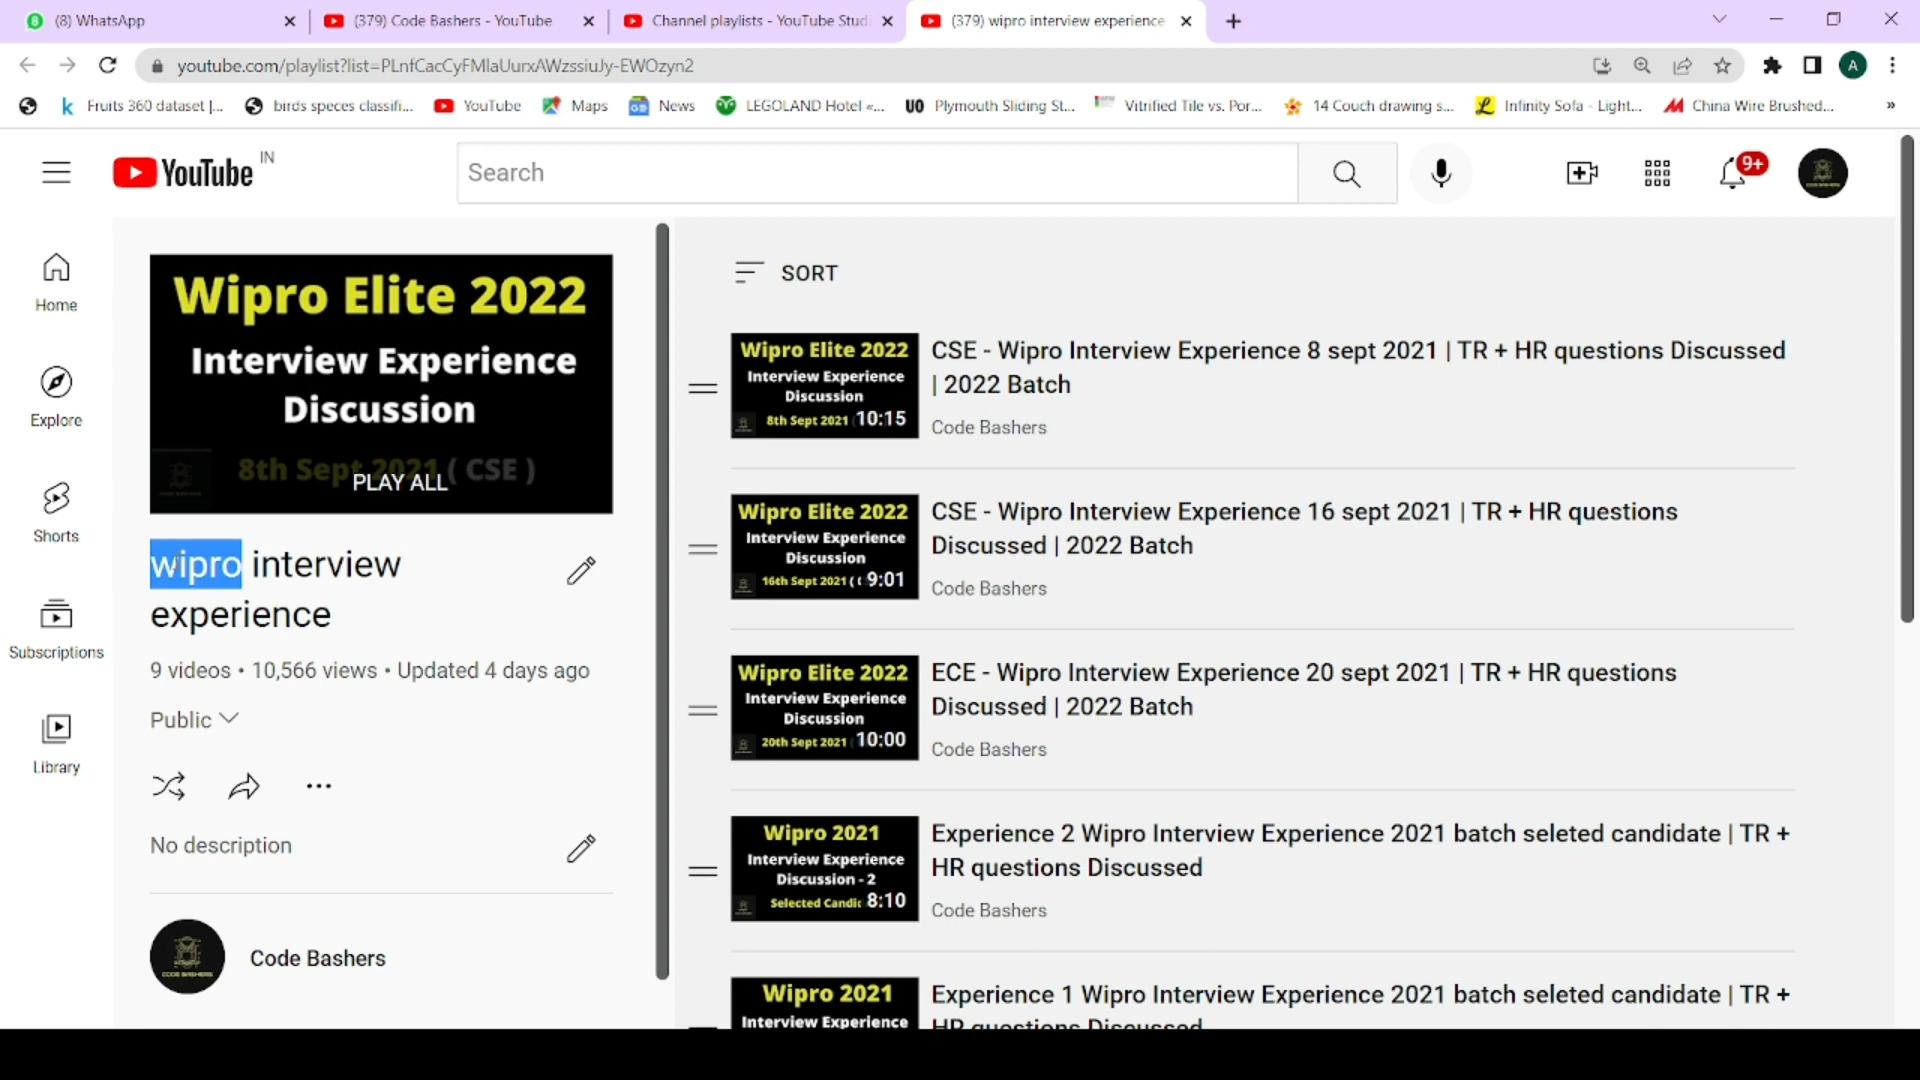 (8) WhatsApp
(379) Code Bashers - YouTube
Channel playlists - YouTube Studi
(379) wipro interview experience
youtube.com/playlist?list=PLnfCacCyFMlaUurxAWzssiuJy-EWOzyn2
A
Fruits 360 dataset |...
birds speces classifi...
YouTube
Maps
News
LEGOLAND Hotel «...
UO Plymouth Sliding St...
Vitrified Tile vs. Por...
14 Couch drawing s...
Infinity Sofa - Light...
China Wire Brushed...
»
YouTube IN
Search
9+
Home
Explore
Shorts
Subscriptions
Library
Wipro Elite 2022
Interview Experience
Discussion
8th Sept 2021 ( CSE )
PLAY ALL
wipro interview
experience
9 videos • 10,566 views • Updated 4 days ago
Public
No description
CODE BASHERS
Code Bashers
SORT
Wipro Elite 2022
Interview Experience
Discussion
8th Sept 2021
10:15
CSE - Wipro Interview Experience 8 sept 2021 | TR + HR questions Discussed
| 2022 Batch
Code Bashers
Wipro Elite 2022
Interview Experience
Discussion
16th Sept 2021 (
9:01
CSE - Wipro Interview Experience 16 sept 2021 | TR + HR questions
Discussed | 2022 Batch
Code Bashers
Wipro Elite 2022
Interview Experience
Discussion
20th Sept 2021
10:00
ECE - Wipro Interview Experience 20 sept 2021 | TR + HR questions
Discussed | 2022 Batch
Code Bashers
Wipro 2021
Interview Experience
Discussion - 2
Selected Candic
8:10
Experience 2 Wipro Interview Experience 2021 batch seleted candidate | TR +
HR questions Discussed
Code Bashers
Wipro 2021
Interview Experience
Experience 1 Wipro Interview Experience 2021 batch seleted candidate | TR +
HR questions Discussed